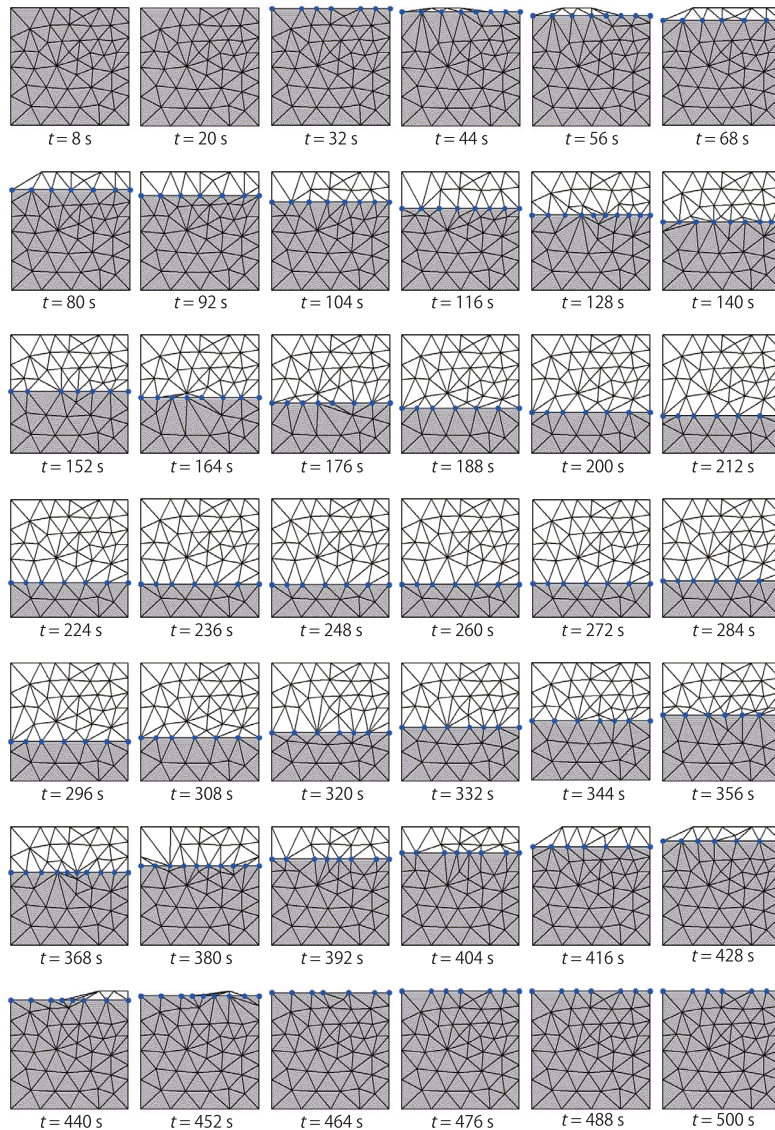 t = 8 s
t = 20 s
t = 32 s
t = 44 s
t = 56 s
t = 68 s
t = 80 s
t = 92 s
t = 104 s
t = 116 s
t = 128 s
t = 140 s
t = 152 s
t = 164 s
t = 176 s
t = 188 s
t = 200 s
t = 212 s
t = 224 s
t = 236 s
t = 248 s
t = 260 s
t = 272 s
t = 284 s
t = 296 s
t = 308 s
t = 320 s
t = 332 s
t = 344 s
t = 356 s
t = 368 s
t = 380 s
t = 392 s
t = 404 s
t = 416 s
t = 428 s
t = 440 s
t = 452 s
t = 464 s
t = 476 s
t = 488 s
t = 500 s